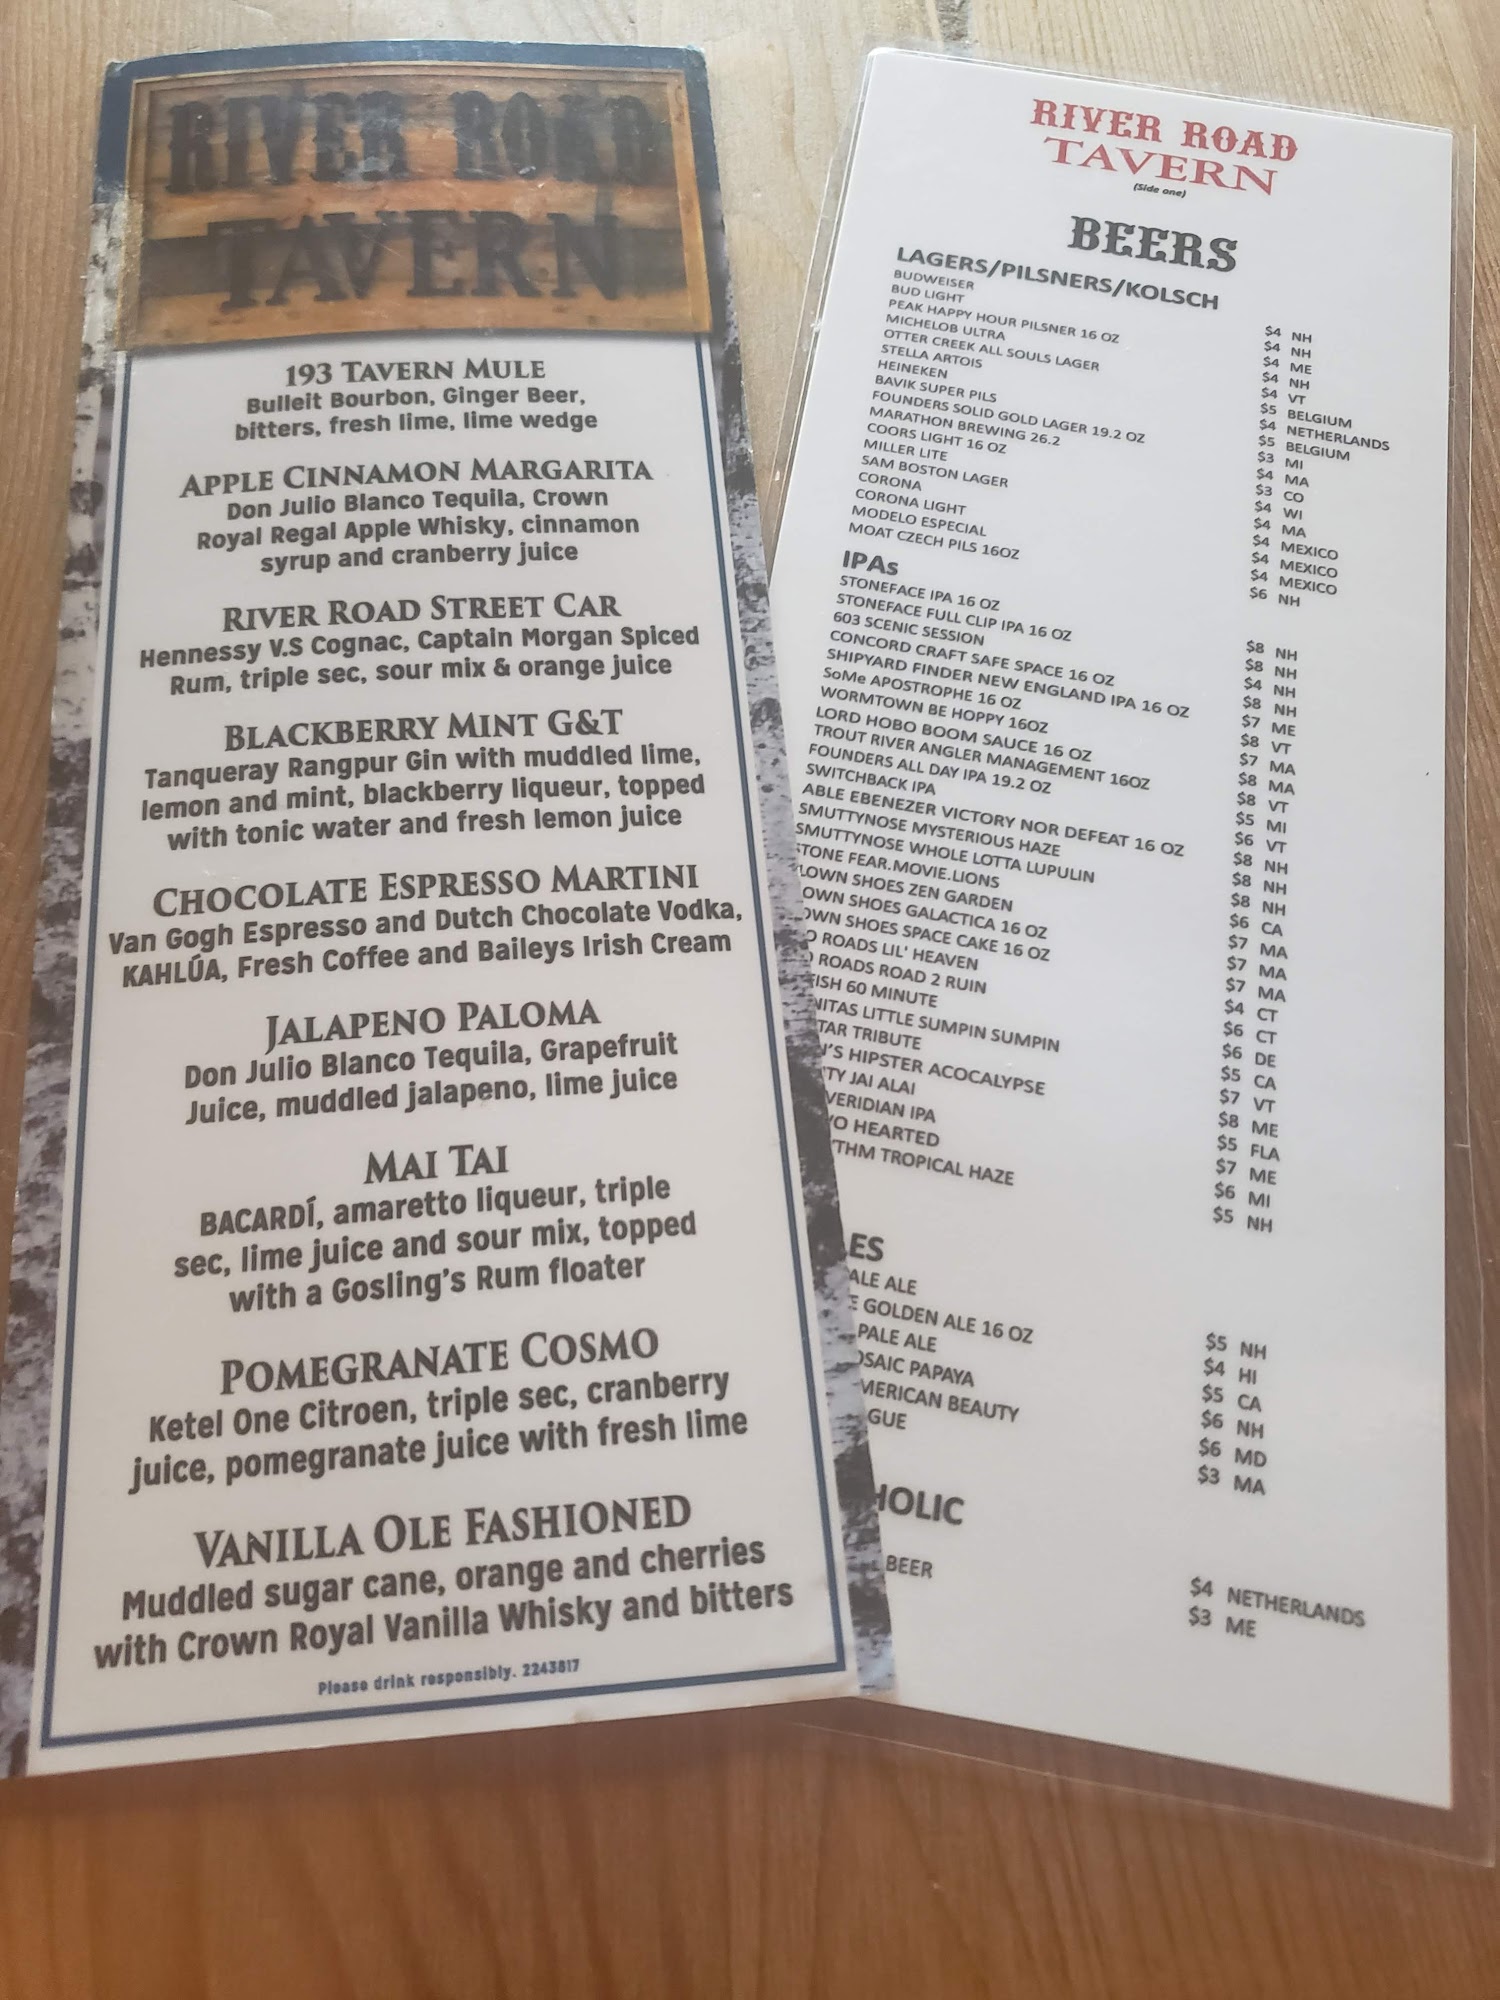 RIVER ROAD
TAVERN
193 TAVERN MULE
Bulleit Bourbon, Ginger Beer,
bitters, fresh lime, lime wedge
APPLE CINNAMON MARGARITA
Don Julio Blanco Tequila, Crown
Royal Regal Apple Whisky, cinnamon
syrup and cranberry juice
RIVER ROAD STREET CAR
Hennessy V.S Cognac, Captain Morgan Spiced
Rum, triple sec, sour mix & orange juice
BLACKBERRY MINT G&T
Tanqueray Rangpur Gin with muddled lime,
lemon and mint, blackberry liqueur, topped
with tonic water and fresh lemon juice
CHOCOLATE ESPRESSO MARTINI
Van Gogh Espresso and Dutch Chocolate Vodka,
KAHLÚA, Fresh Coffee and Baileys Irish Cream
JALAPENO PALOMA
Don Julio Blanco Tequila, Grapefruit
Juice, muddled jalapeno, lime juice
MAI TAI
BACARDÍ, amaretto liqueur, triple
sec, lime juice and sour mix, topped
with a Gosling's Rum floater
POMEGRANATE COSMO
Ketel One Citroen, triple sec, cranberry
juice, pomegranate juice with fresh lime
VANILLA OLE FASHIONED
Muddled sugar cane, orange and cherries
with Crown Royal Vanilla Whisky and bitters
Please drink responsibly. 2243817
RIVER ROAD
TAVERN
(Side one)
BEERS
LAGERS/PILSNERS/KOLSCH
BUDWEISER $4 NH
BUD LIGHT $4 NH
PEAK HAPPY HOUR PILSNER 16 OZ $4 ME
MICHELOB ULTRA $4 NH
OTTER CREEK ALL SOULS LAGER $4 VT
STELLA ARTOIS $5 BELGIUM
HEINEKEN $4 NETHERLANDS
BAVIK SUPER PILS $5 BELGIUM
FOUNDERS SOLID GOLD LAGER 19.2 OZ $3 MI
MARATHON BREWING 26.2 $4 MA
COORS LIGHT 16 OZ $3 CO
MILLER LITE $4 WI
SAM BOSTON LAGER $4 MA
CORONA $4 MEXICO
CORONA LIGHT $4 MEXICO
MODELO ESPECIAL $4 MEXICO
MOAT CZECH PILS 16OZ $6 NH
IPAs
STONEFACE IPA 16 OZ $8 NH
STONEFACE FULL CLIP IPA 16 OZ $8 NH
603 SCENIC SESSION $4 NH
CONCORD CRAFT SAFE SPACE 16 OZ $8 NH
SHIPYARD FINDER NEW ENGLAND IPA 16 OZ $7 ME
SoMe APOSTROPHE 16 OZ $8 VT
WORMTOWN BE HOPPY 16OZ $7 MA
LORD HOBO BOOM SAUCE 16 OZ $8 MA
TROUT RIVER ANGLER MANAGEMENT 16OZ $8 VT
FOUNDERS ALL DAY IPA 19.2 OZ $5 MI
SWITCHBACK IPA $6 VT
ABLE EBENEZER VICTORY NOR DEFEAT 16 OZ $8 NH
SMUTTYNOSE MYSTERIOUS HAZE $8 NH
SMUTTYNOSE WHOLE LOTTA LUPULIN $8 NH
STONE FEAR.MOVIE.LIONS $6 CA
LOWN SHOES ZEN GARDEN $7 MA
OWN SHOES GALACTICA 16 OZ $7 MA
OWN SHOES SPACE CAKE 16 OZ $7 MA
O ROADS LIL' HEAVEN $4 CT
ROADS ROAD 2 RUIN $6 CT
ISH 60 MINUTE $6 DE
NITAS LITTLE SUMPIN SUMPIN $5 CA
TAR TRIBUTE $7 VT
'S HIPSTER ACOCALYPSE $8 ME
TY JAI ALAI $5 FLA
VERIDIAN IPA $7 ME
O HEARTED $6 MI
THM TROPICAL HAZE $5 NH
ES
ALE ALE $5 NH
E GOLDEN ALE 16 OZ $4 HI
PALE ALE $5 CA
OSAIC PAPAYA $6 NH
MERICAN BEAUTY $6 MD
GUE $3 MA
HOLIC
$4 NETHERLANDS
BEER $3 ME